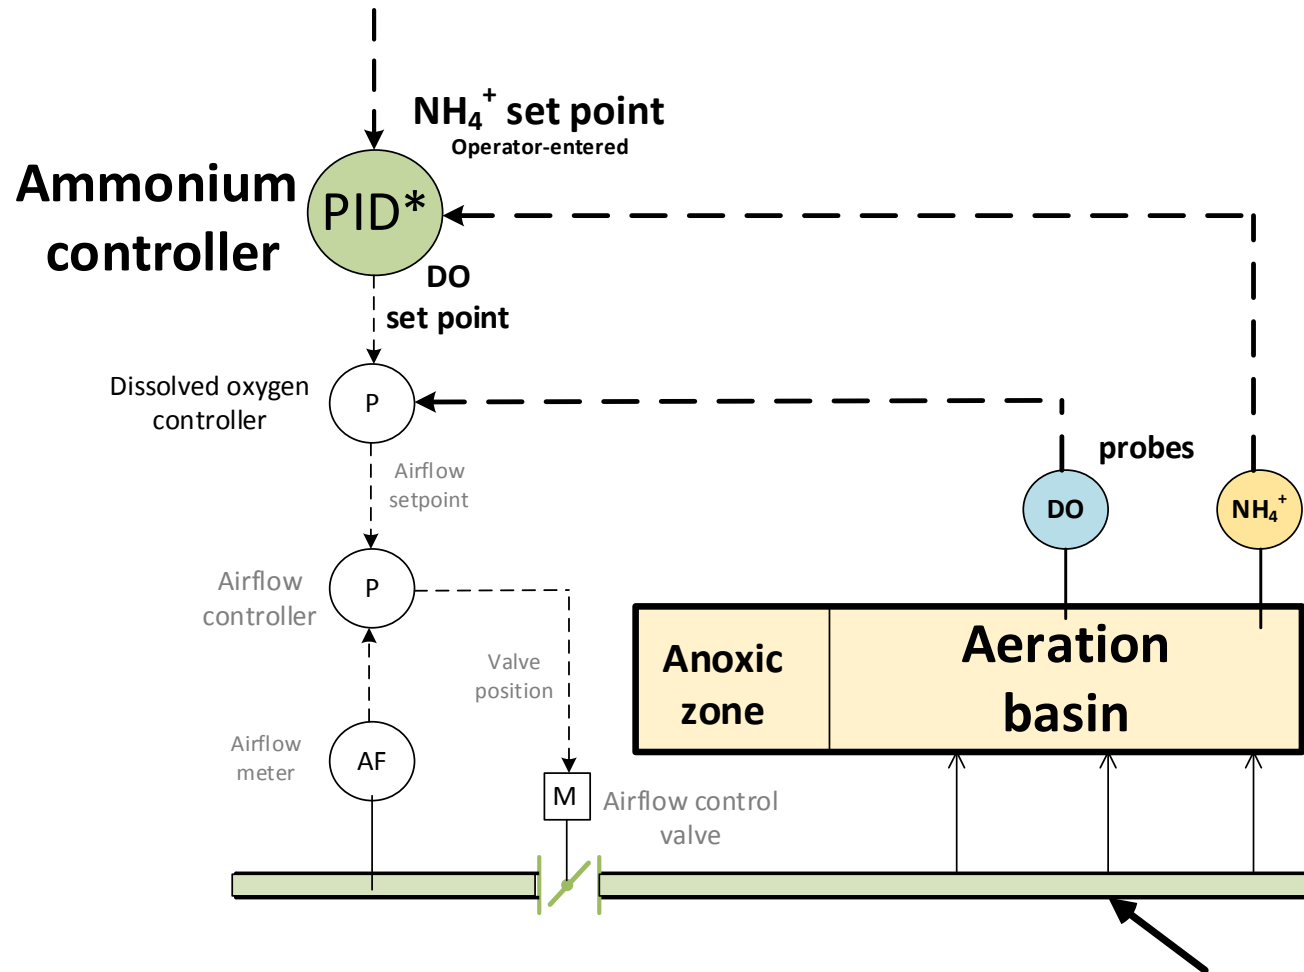 NH₄⁺ set point
Operator-entered
Ammonium
controller
PID*
DO
set point
Dissolved oxygen
controller
P
Airflow
setpoint
probes
DO
NH₄⁺
Airflow
controller
P
Valve
position
Anoxic
zone
Aeration
basin
Airflow
meter
AF
M
Airflow control
valve